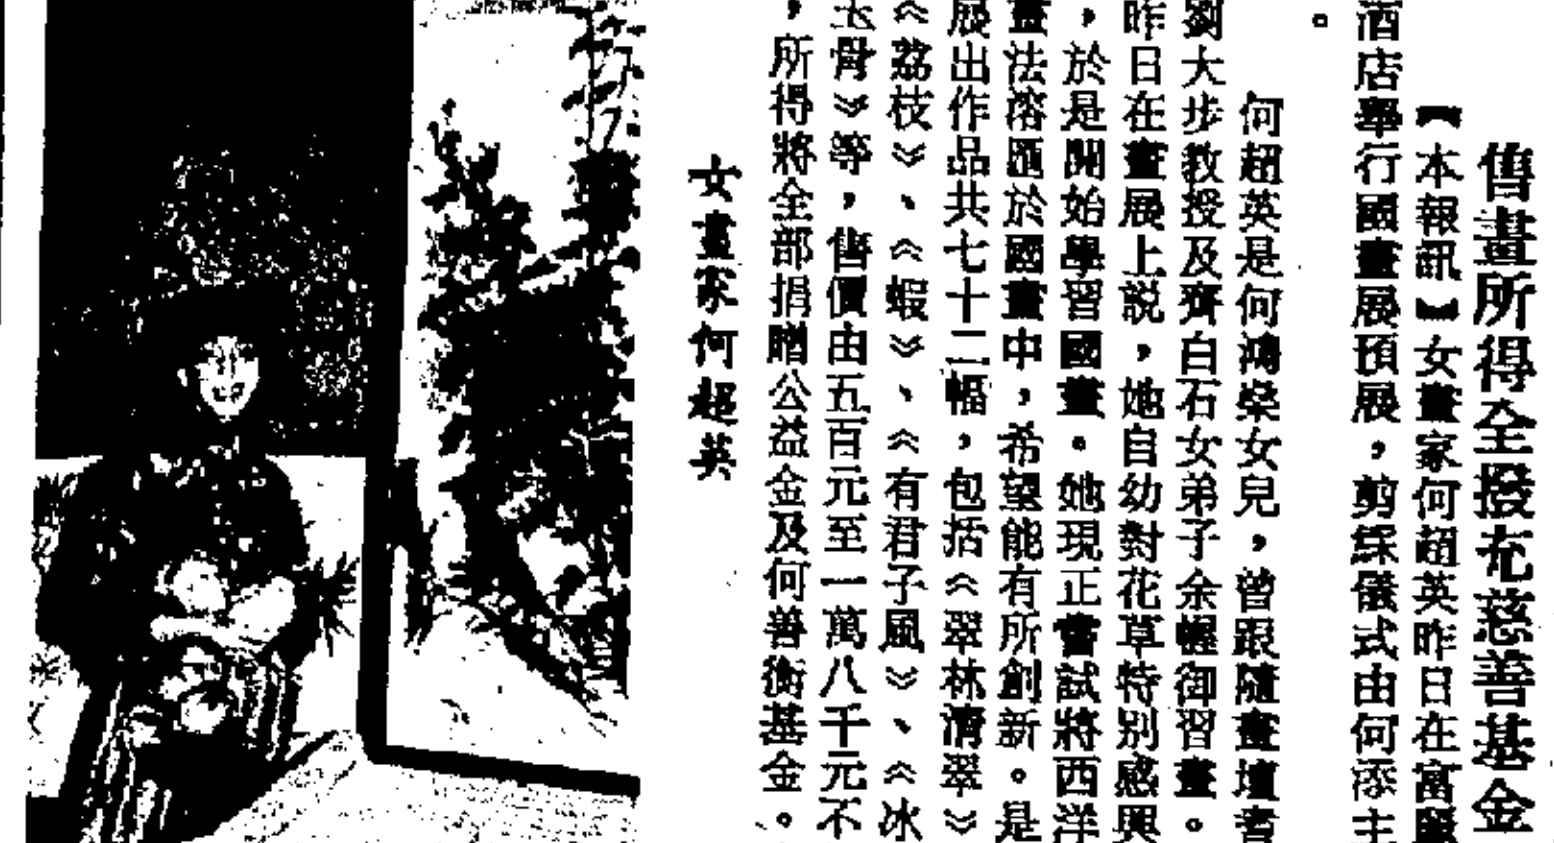 售畫所得全撥充慈善基金
【本報訊】女畫家何超英昨日在富麗
酒店舉行國畫展預展，剪綵儀式由何添主
。
何超英是何鴻燊女兒，曾跟隨畫壇耆
劉大步教授及齊白石女弟子余幄御習畫。
昨日在畫展上説，她自幼對花草特別感興
，於是開始學習國畫。她現正嘗試將西洋
畫法溶匯於國畫中，希望能有所創新。是
展出作品共七十二幅，包括《翠林清翠》
《荔枝》、《蝦》、《有君子風》、《冰
玉骨》等，售價由五百元至一萬八千元不
，所得將全部捐贈公益金及何善衡基金。
女畫家何超英